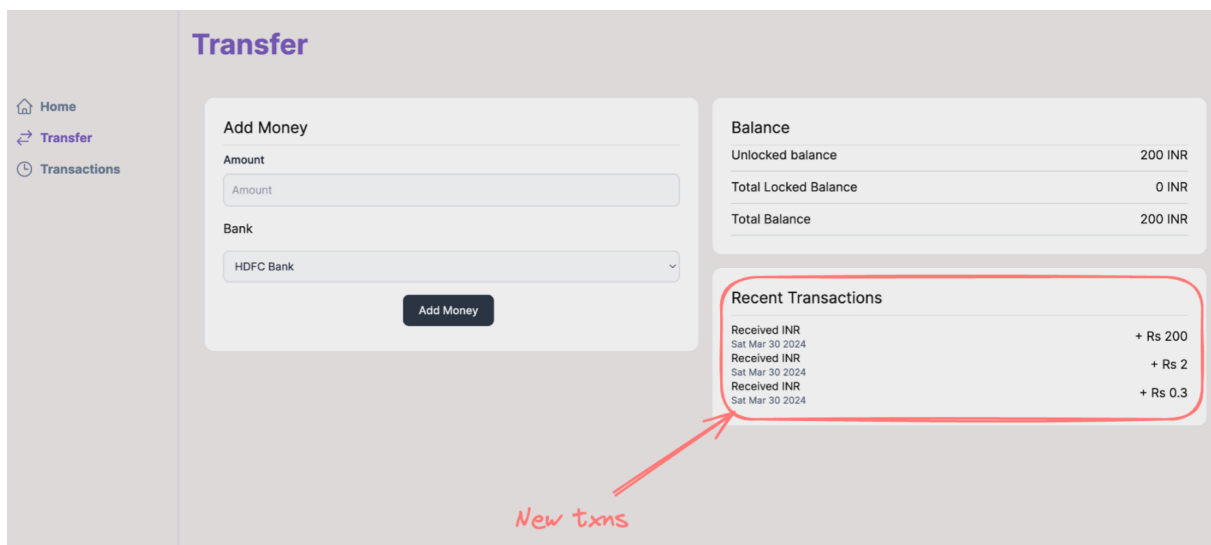 Transfer
Home
Transfer
Transactions
Add Money
Amount
Amount
Bank
HDFC Bank
Add Money
Balance
Unlocked balance 200 INR
Total Locked Balance 0 INR
Total Balance 200 INR
Recent Transactions
Received INR
Sat Mar 30 2024
+ Rs 200
Received INR
Sat Mar 30 2024
+ Rs 2
Received INR
Sat Mar 30 2024
+ Rs 0.3
New txns